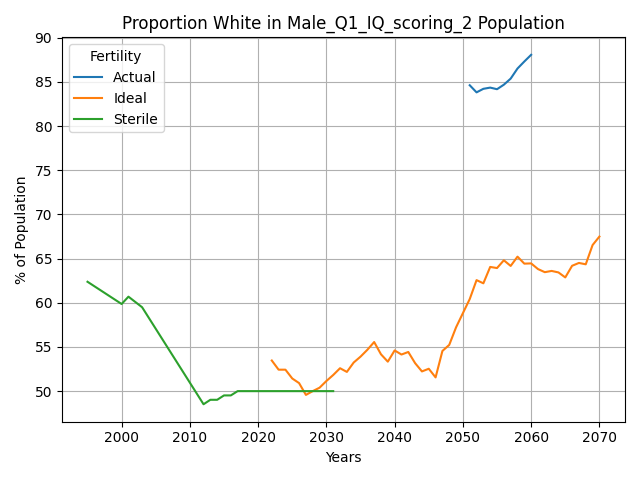 Proportion White in Male_Q1_IQ_scoring_2 Population
% of Population
90
85
80
75
70
65
60
55
50
Fertility
Actual
Ideal
Sterile
2000 2010 2020 2030 2040 2050 2060 2070
Years